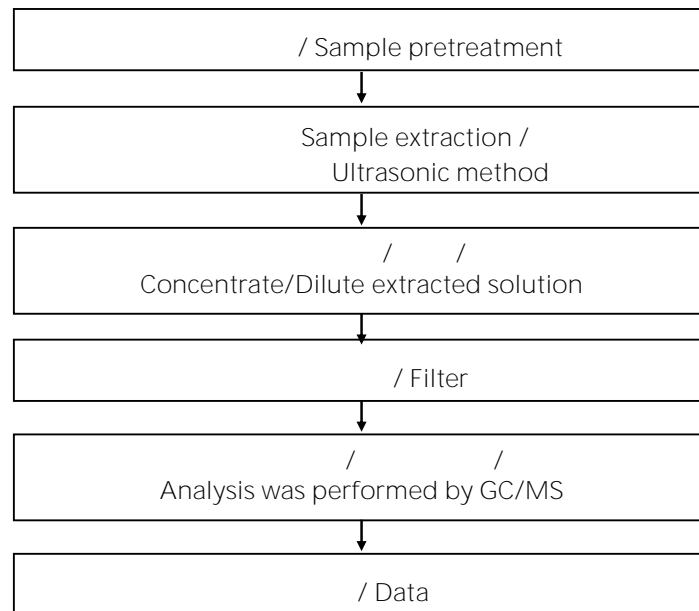 / Sample pretreatment
Sample extraction /
Ultrasonic method
/ /
Concentrate/Dilute extracted solution
/ Filter
/ /
Analysis was performed by GC/MS
/ Data